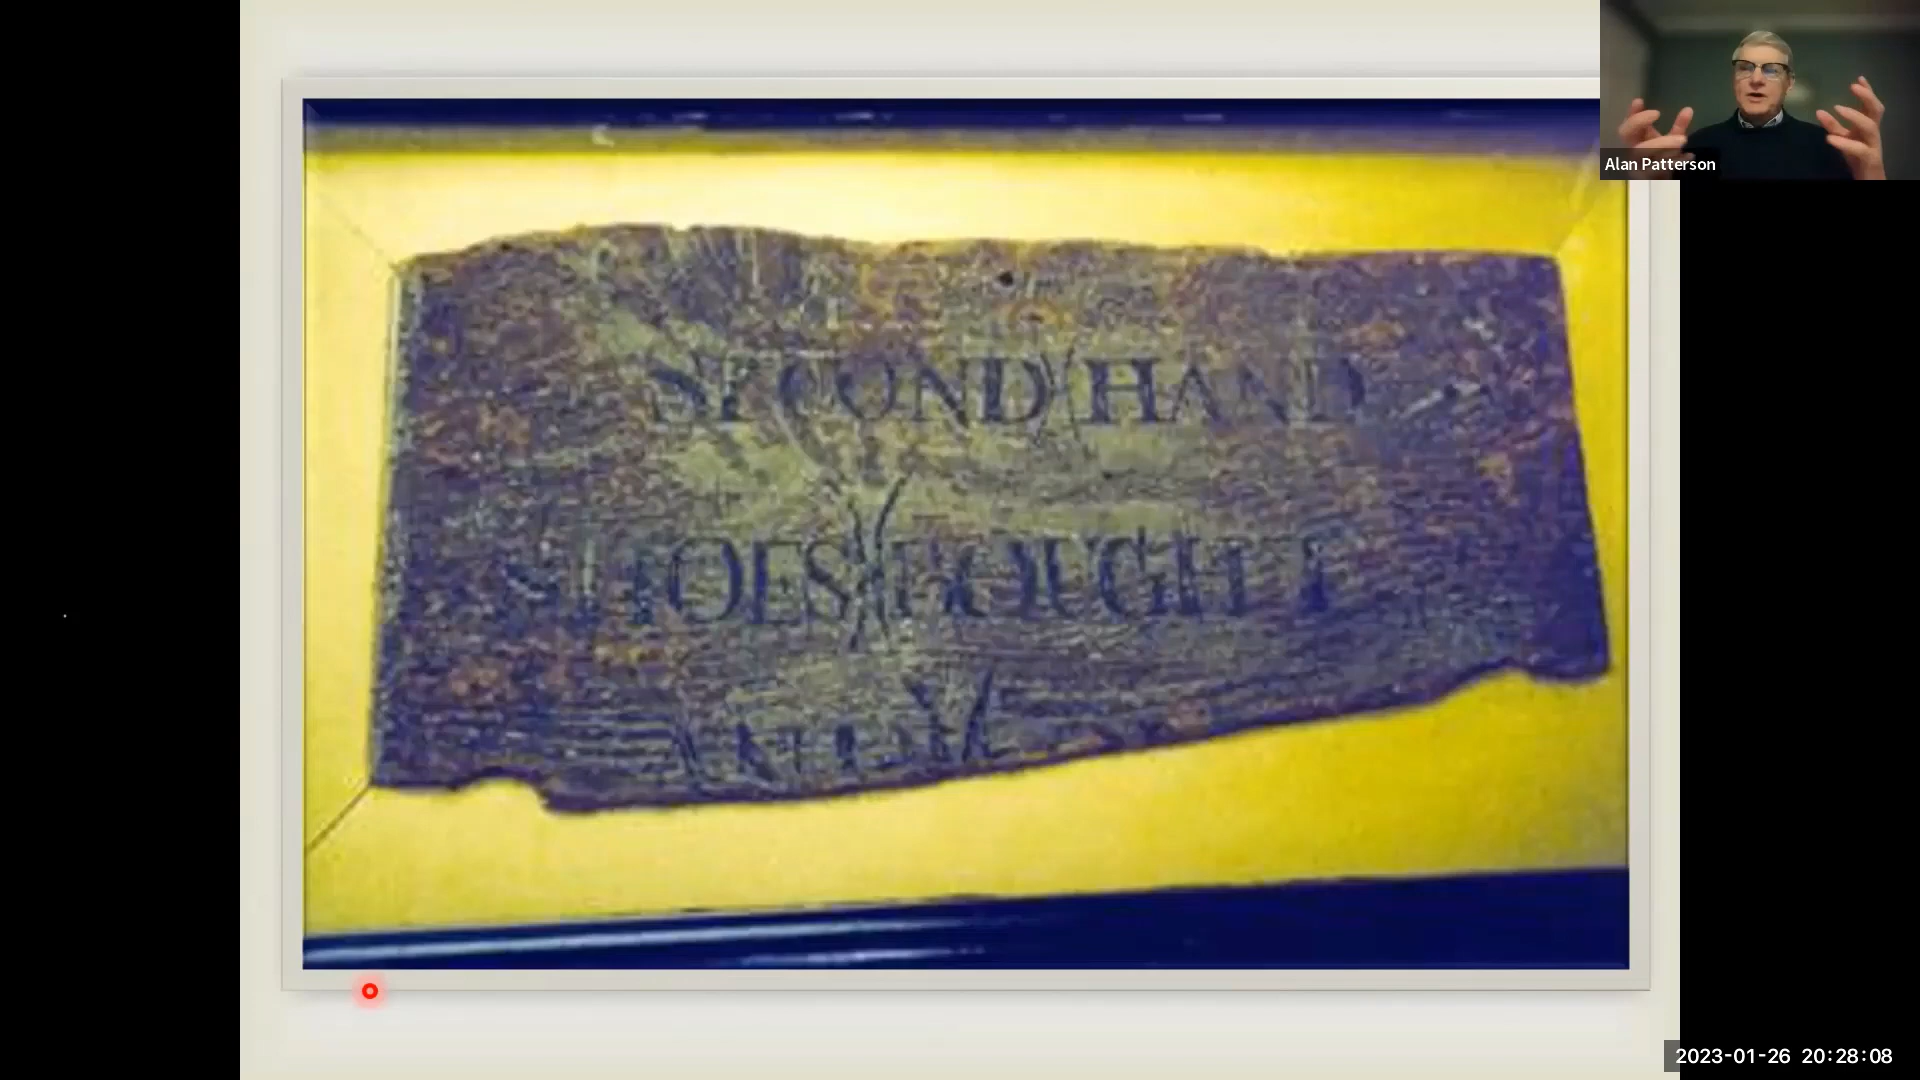 Alan Patterson
SECOND HAND
SHOES BOUGHT
2023-01-26 20:28:08